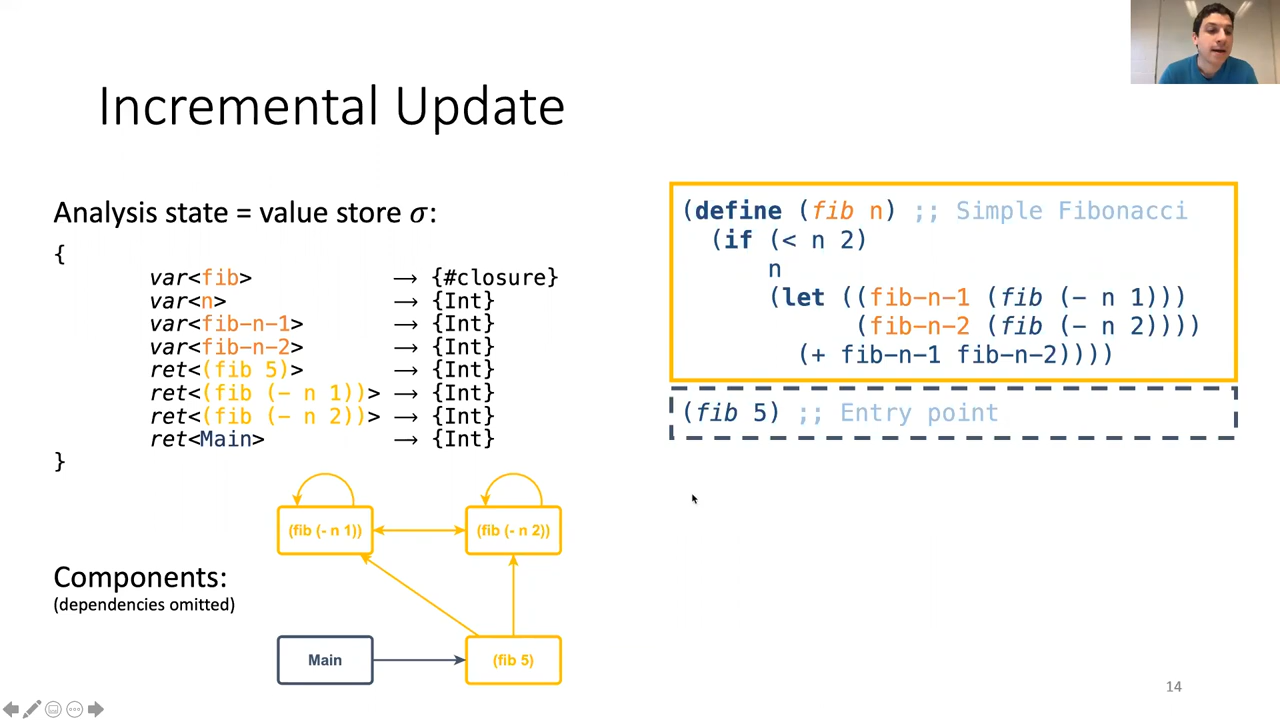 Incremental Update
Analysis state = value store σ:
{
var<fib> → {#closure}
var<n> → {Int}
var<fib-n-1> → {Int}
var<fib-n-2> → {Int}
ret<(fib 5)> → {Int}
ret<(fib (- n 1))> → {Int}
ret<(fib (- n 2))> → {Int}
ret<Main> → {Int}
}
Components:
(dependencies omitted)
(fib (- n 1))
(fib (- n 2))
Main
(fib 5)
(define (fib n) ;; Simple Fibonacci
(if (< n 2)
n
(let ((fib-n-1 (fib (- n 1)))
(fib-n-2 (fib (- n 2))))
(+ fib-n-1 fib-n-2))))
(fib 5) ;; Entry point
14